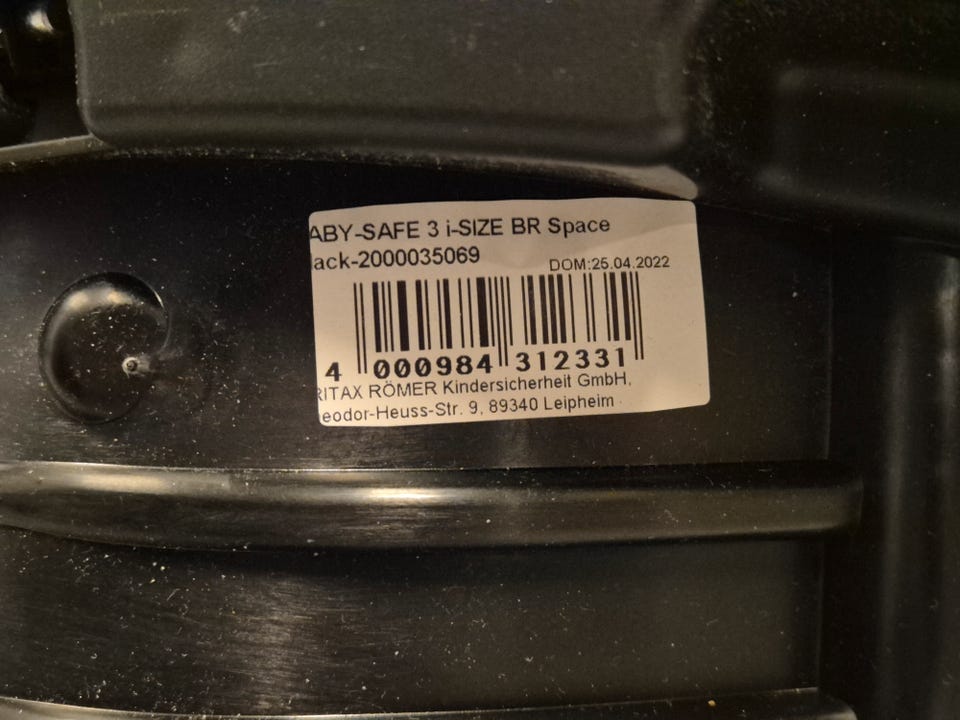 ABY-SAFE 3 i-SIZE BR Space
lack-2000035069
DOM:25.04.2022
4 000984 312331
RITAX RÖMER Kindersicherheit GmbH,
eodor-Heuss-Str. 9, 89340 Leipheim